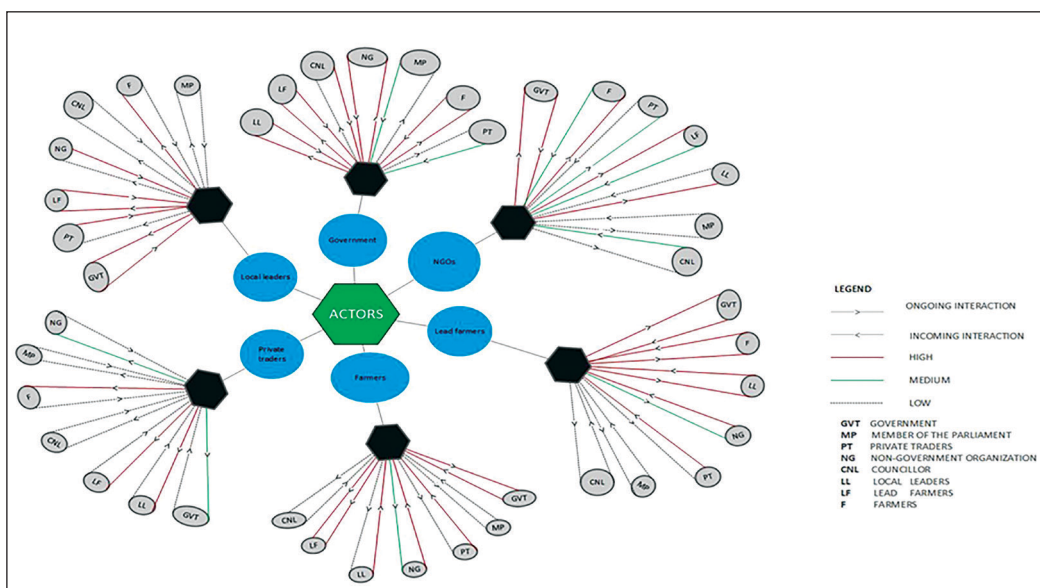 CNL
F
MP
NG
LF
PT
GVT
LL
LF
CNL
NG
MP
F
PT
GVT
F
PT
LF
LL
MP
CNL
Government
Local leaders
NGOs
ACTORS
Lead farmers
Private
traders
Farmers
NG
MP
F
CNL
LF
LL
GVT
CNL
LF
LL
NG
PT
MP
GVT
GVT
F
LL
NG
PT
MP
CNL
LEGEND
ONGOING INTERACTION
INCOMING INTERACTION
HIGH
MEDIUM
LOW
GVT GOVERNMENT
MP MEMBER OF THE PARLIAMENT
PT PRIVATE TRADERS
NG NON-GOVERNMENT ORGANIZATION
CNL COUNCILLOR
LL LOCAL LEADERS
LF LEAD FARMERS
F FARMERS